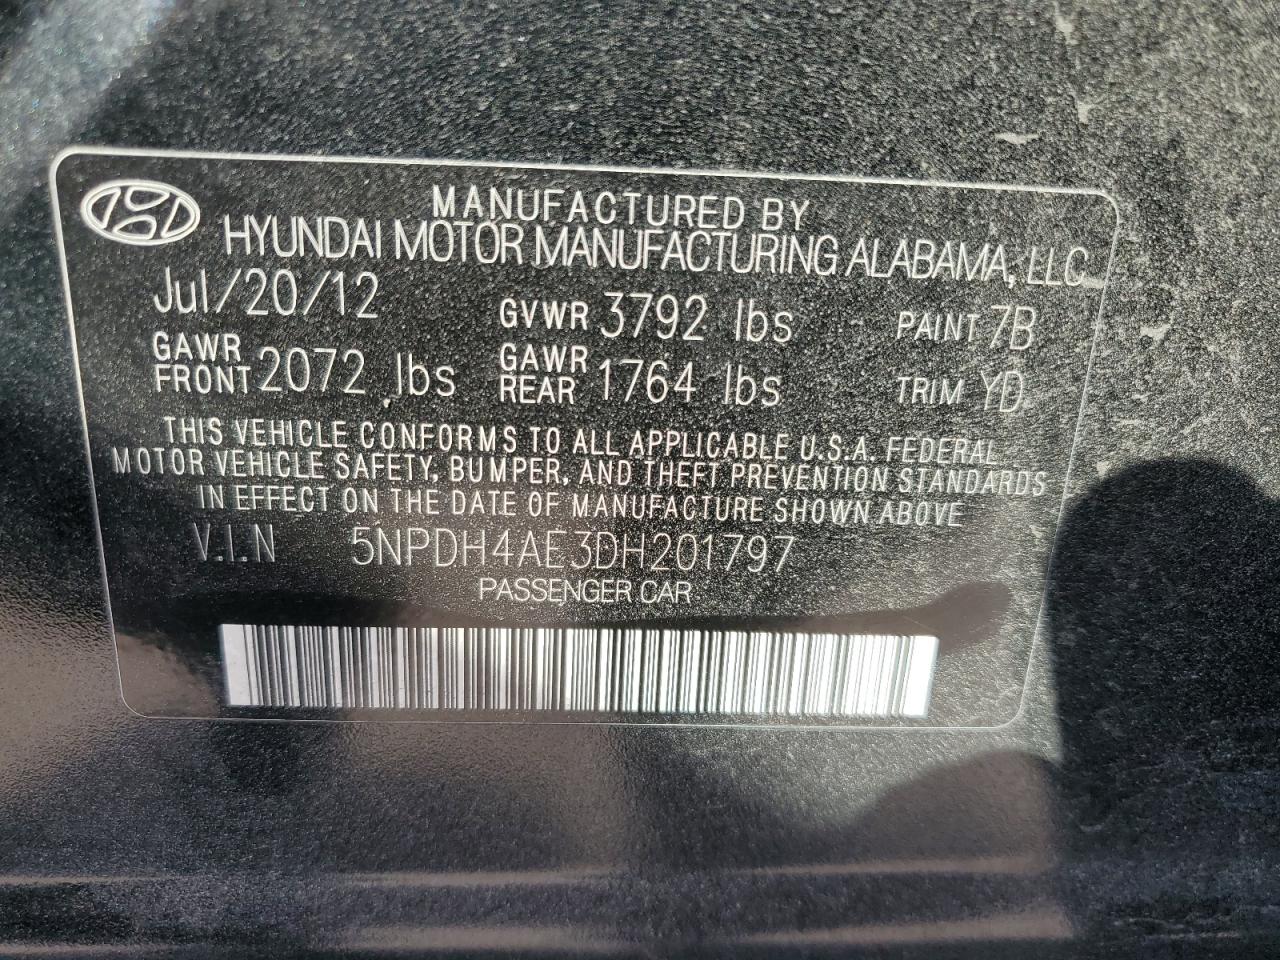 MANUFACTURED BY
HYUNDAI MOTOR MANUFACTURING ALABAMA, LLC
Jul/20/12 GVWR 3792 lbs PAINT 7B
GAWR FRONT 2072 lbs GAWR REAR 1764 lbs TRIM YD
THIS VEHICLE CONFORMS TO ALL APPLICABLE U.S.A. FEDERAL
MOTOR VEHICLE SAFETY, BUMPER, AND THEFT PREVENTION STANDARDS
IN EFFECT ON THE DATE OF MANUFACTURE SHOWN ABOVE
V.I.N 5NPDH4AE3DH201797
PASSENGER CAR